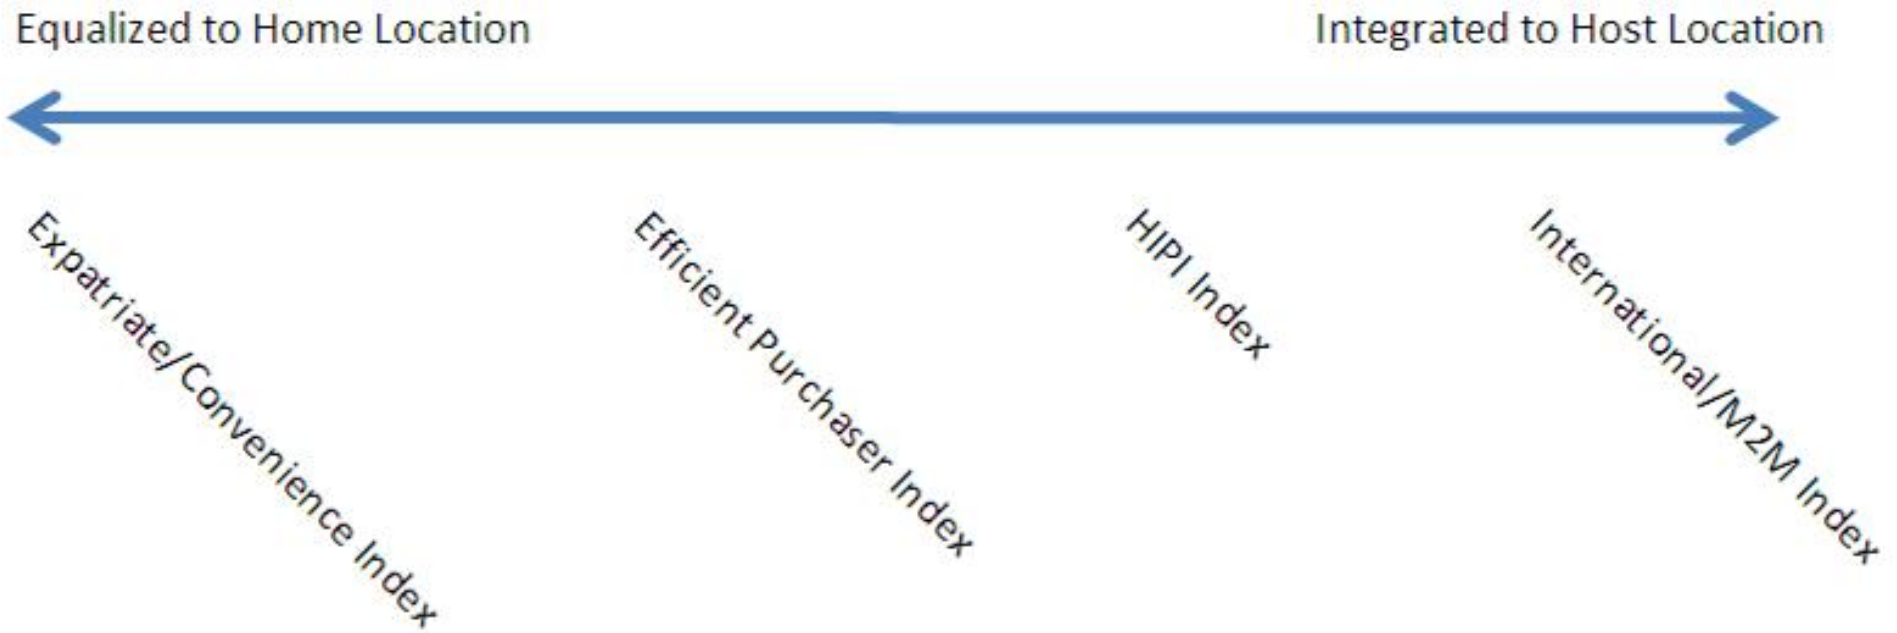 Equalized to Home Location
Integrated to Host Location
Expatriate/Convenience Index
Efficient Purchaser Index
HIPI Index
International/M2M Index